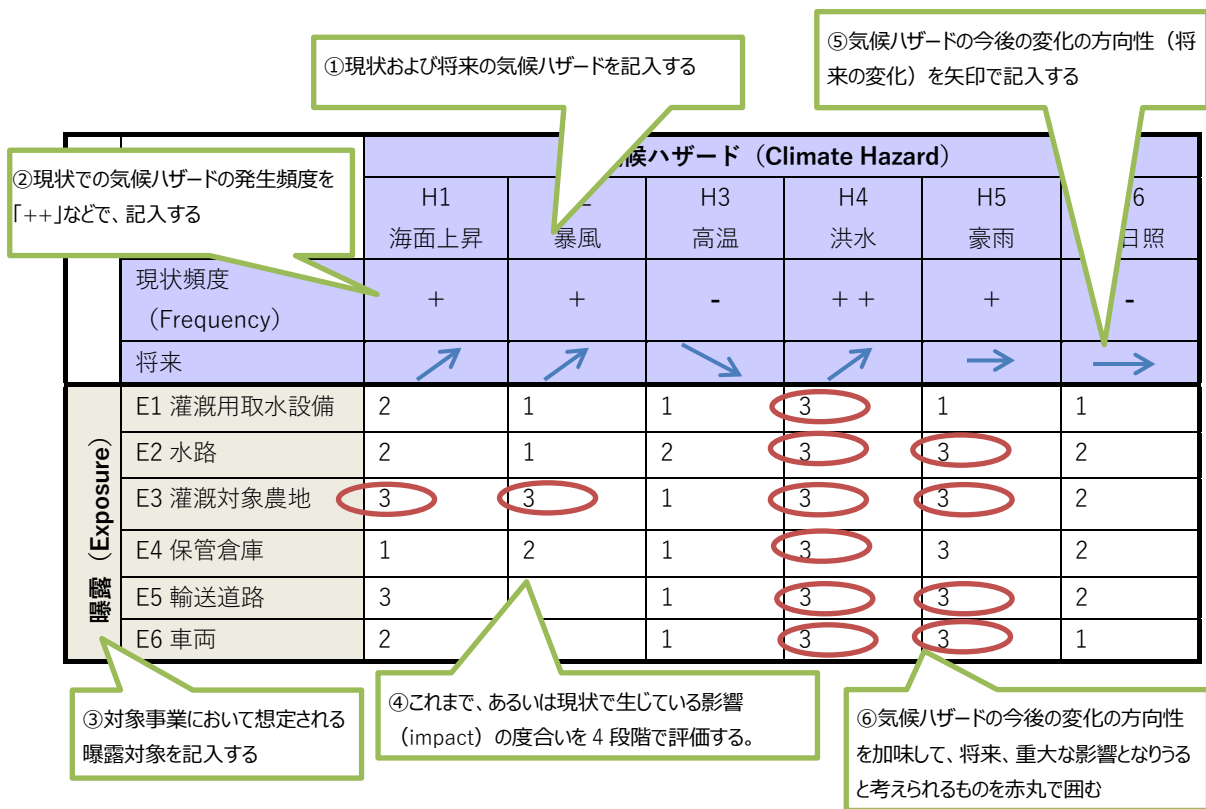 ⑤気候ハザードの今後の変化の方向性（将
来の変化）を矢印で記入する
①現状および将来の気候ハザードを記入する
②現状での気候ハザードの発生頻度を
「++」などで、記入する
候ハザード（Climate Hazard）
H1 H3 H4 H5 6
海面上昇 暴風 高温 洪水 豪雨 日照
現状頻度
（Frequency）
+ + - ++ + -
将来 ↗ ↗ ↘ ↗ → →
曝露（Exposure）
E1 灌漑用取水設備 2 1 1 3 1 1
E2 水路 2 1 2 3 3 2
E3 灌漑対象農地 3 3 1 3 3 2
E4 保管倉庫 1 2 1 3 3 2
E5 輸送道路 3 1 3 3 2
E6 車両 2 1 3 3 1
③対象事業において想定される
曝露対象を記入する
④これまで、あるいは現状で生じている影響
（impact）の度合いを 4 段階で評価する。
⑥気候ハザードの今後の変化の方向性
を加味して、将来、重大な影響となりうる
と考えられるものを赤丸で囲む